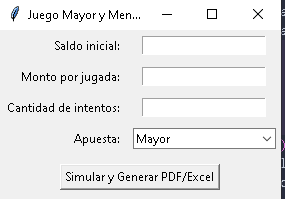 Juego Mayor y Men...
Saldo inicial:
Monto por jugada:
Cantidad de intentos:
Apuesta: Mayor
Simular y Generar PDF/Excel